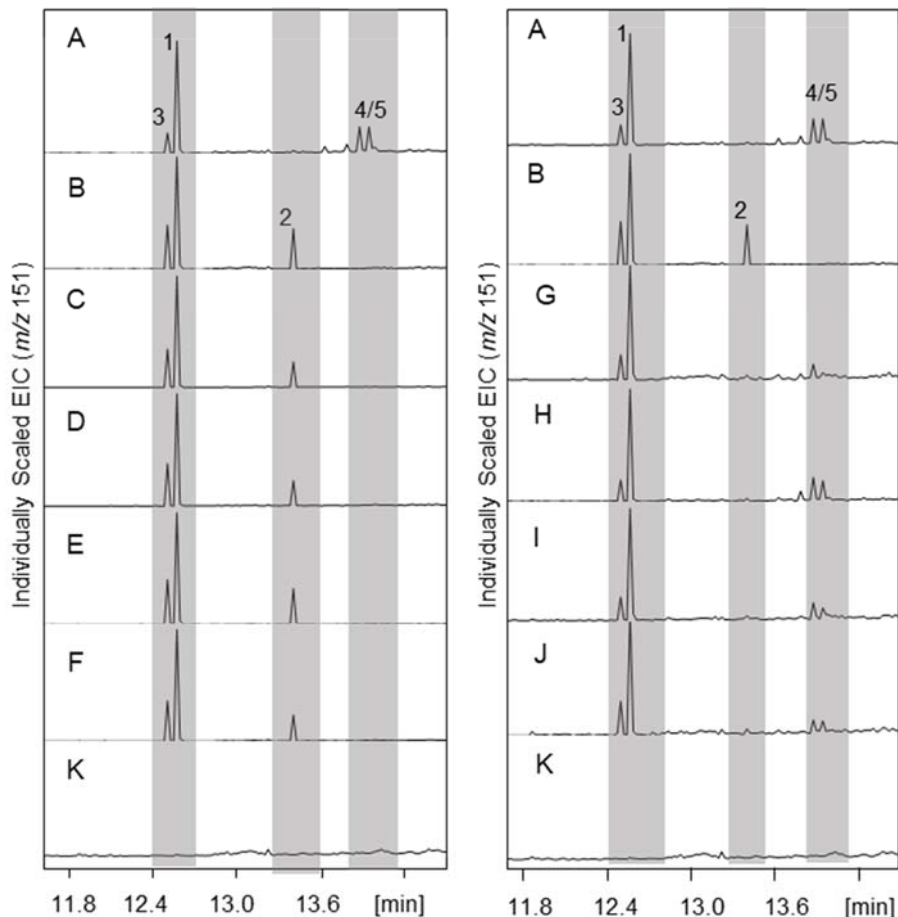 A
1
3
4/5
B
2
C
D
E
F
K
11.8 12.4 13.0 13.6 [min]
Individually Scaled EIC (m/z 151)
A
1
3
4/5
B
2
G
H
I
J
K
11.8 12.4 13.0 13.6 [min]
Individually Scaled EIC (m/z 151)